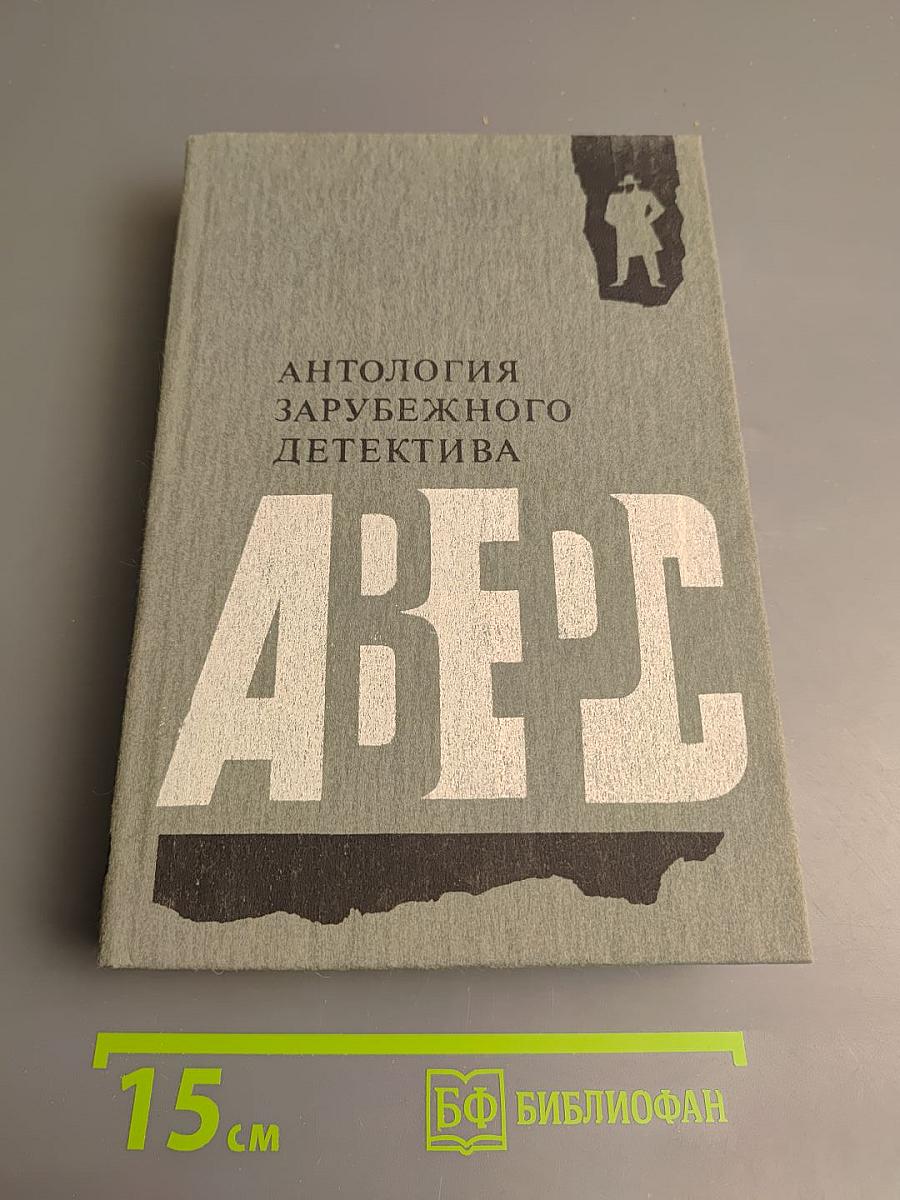 АНТОЛОГИЯ
ЗАРУБЕЖНОГО
ДЕТЕКТИВА
АВЕРС
15 см
БФ БИБЛИОФАН